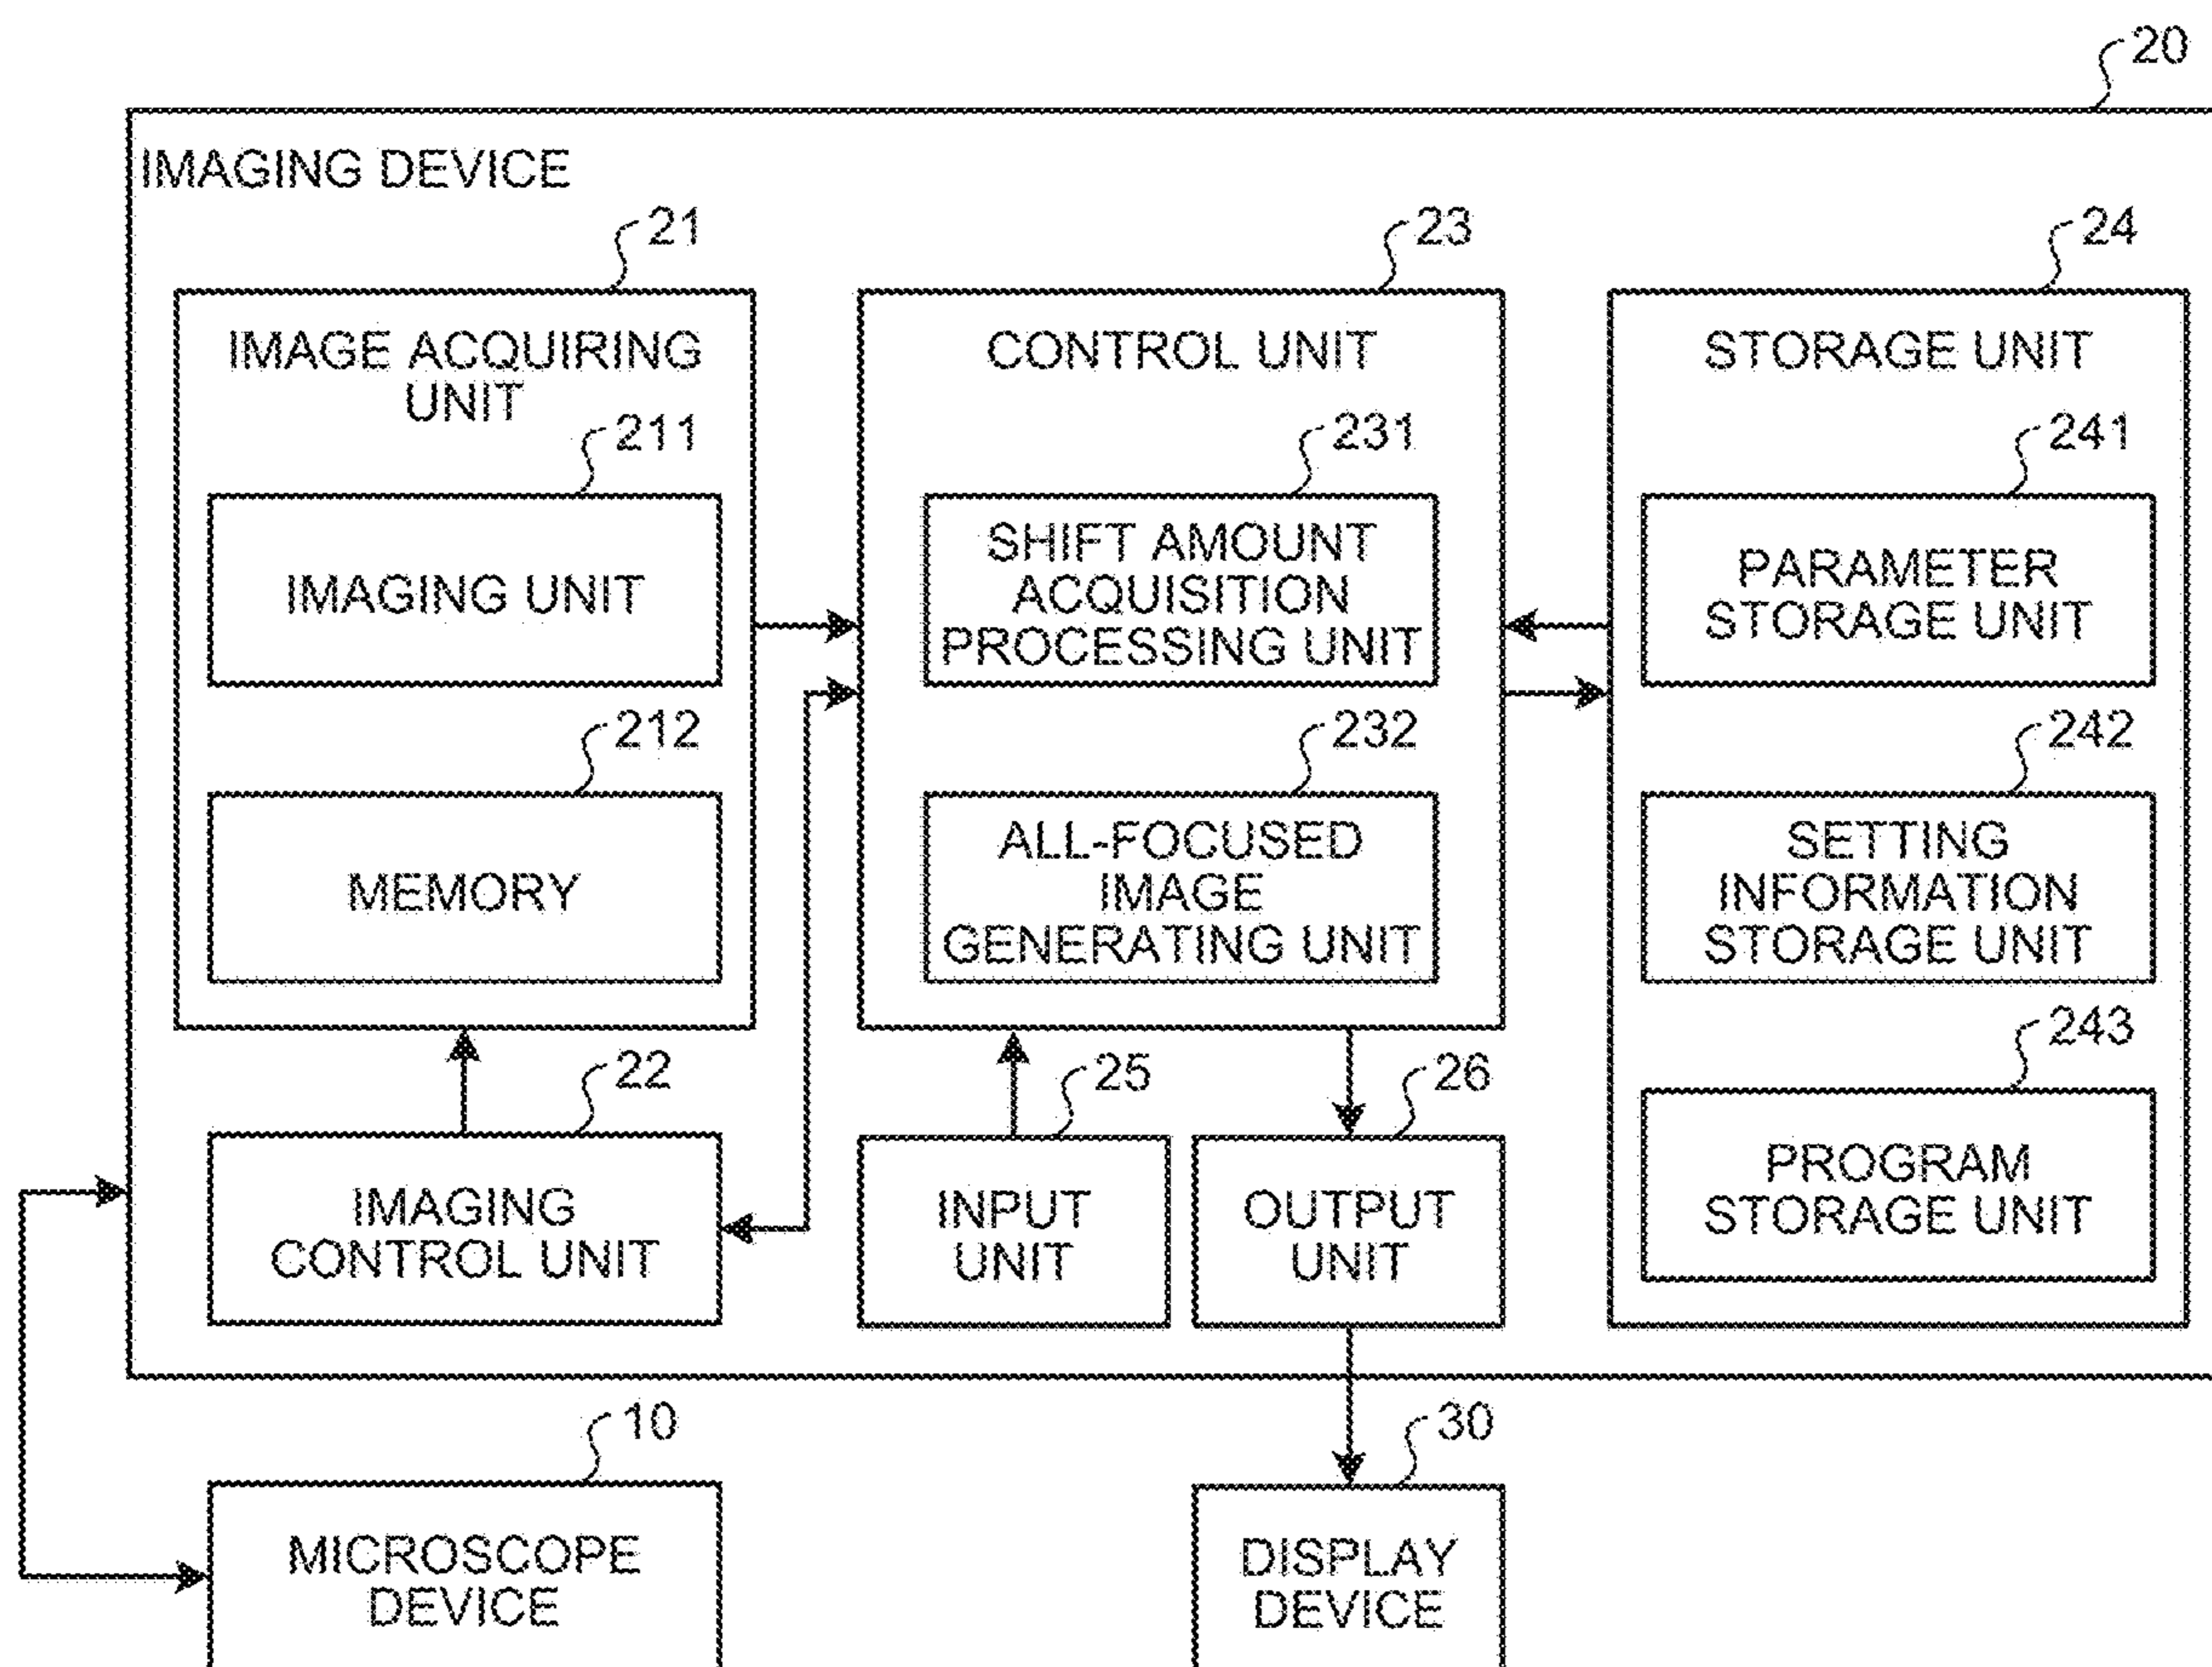 20
IMAGING DEVICE
21
IMAGE ACQUIRING
UNIT
211
IMAGING UNIT
212
MEMORY
22
IMAGING
CONTROL UNIT
23
CONTROL UNIT
231
SHIFT AMOUNT
ACQUISITION
PROCESSING UNIT
232
ALL-FOCUSED
IMAGE
GENERATING UNIT
25
INPUT
UNIT
26
OUTPUT
UNIT
24
STORAGE UNIT
241
PARAMETER
STORAGE UNIT
242
SETTING
INFORMATION
STORAGE UNIT
243
PROGRAM
STORAGE UNIT
10
MICROSCOPE
DEVICE
30
DISPLAY
DEVICE